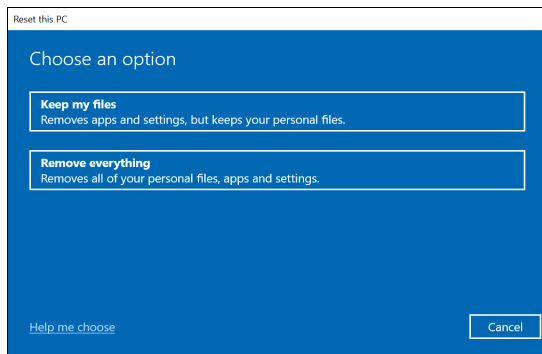 Reset this PC
Choose an option
Keep my files
Removes apps and settings, but keeps your personal files.
Remove everything
Removes all of your personal files, apps and settings.
Help me choose
Cancel